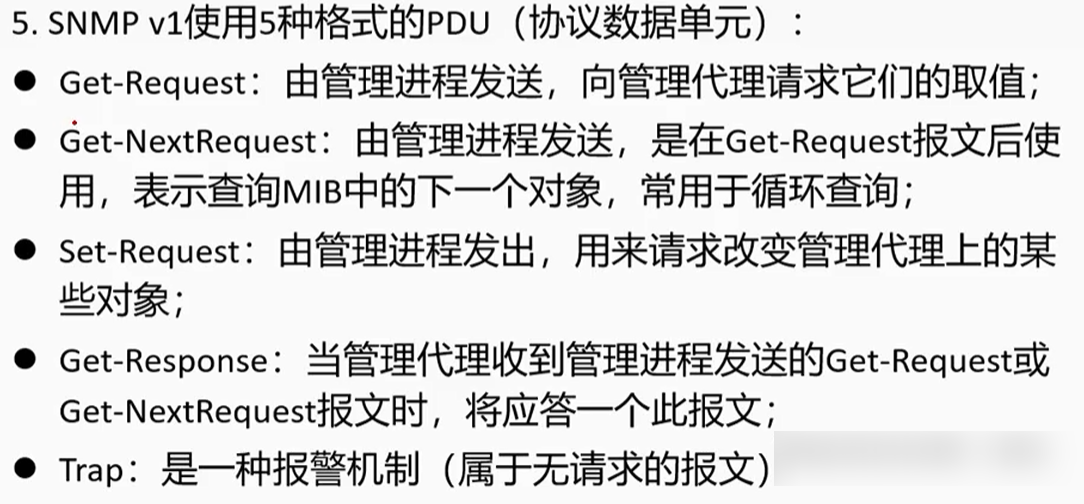 5. SNMP v1使用5种格式的PDU（协议数据单元）：
● Get-Request：由管理进程发送，向管理代理请求它们的取值；
● Get-NextRequest：由管理进程发送，是在Get-Request报文后使
用，表示查询MIB中的下一个对象，常用于循环查询；
● Set-Request：由管理进程发出，用来请求改变管理代理上的某
些对象；
● Get-Response：当管理代理收到管理进程发送的Get-Request或
Get-NextRequest报文时，将应答一个此报文；
● Trap：是一种报警机制（属于无请求的报文）